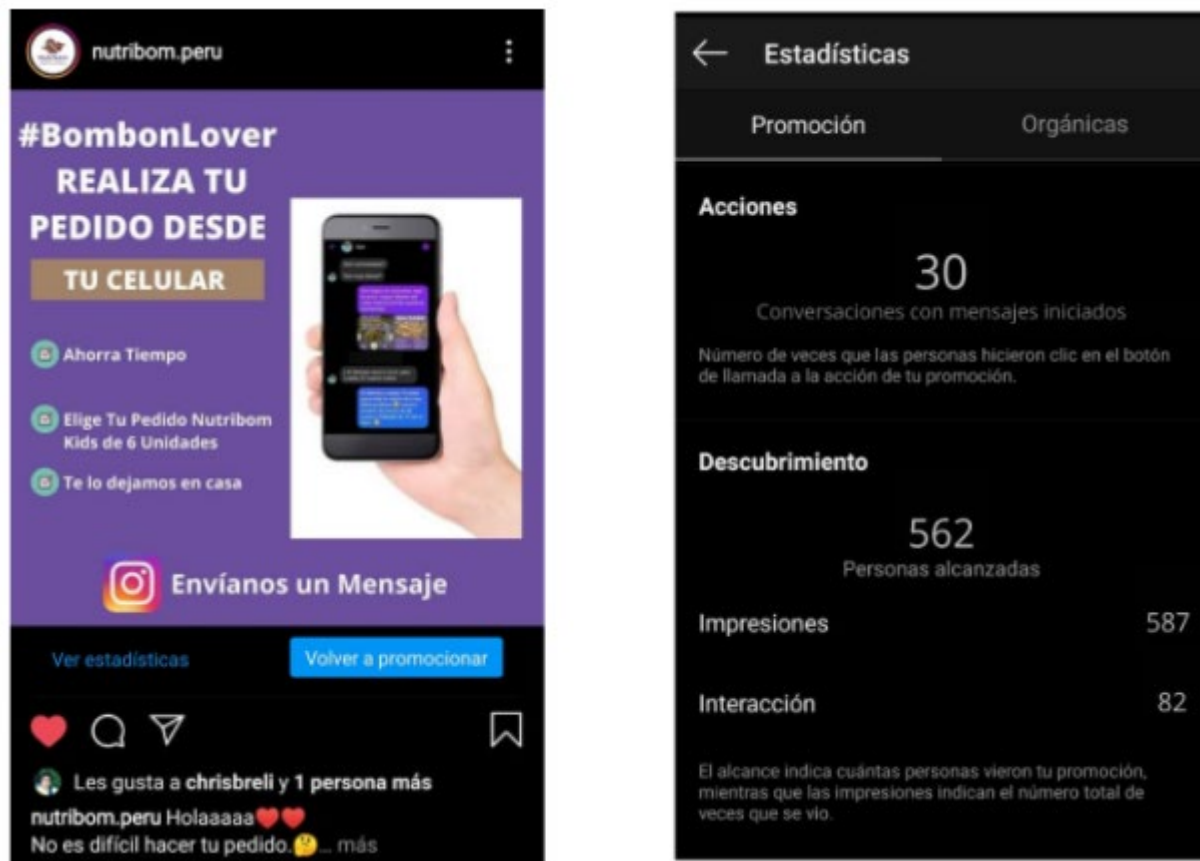 nutribom.peru
#BombonLover
REALIZA TU
PEDIDO DESDE
TU CELULAR
Ahorra Tiempo
Elige Tu Pedido Nutribom
Kids de 6 Unidades
Te lo dejamos en casa
Envíanos un Mensaje
Ver estadísticas
Volver a promocionar
Les gusta a chrisbreli y 1 persona más
nutribom.peru Holaaaaa❤️❤️
No es difícil hacer tu pedido.🤔... más
Estadísticas
Promoción
Orgánicas
Acciones
30
Conversaciones con mensajes iniciados
Número de veces que las personas hicieron clic en el botón
de llamada a la acción de tu promoción.
Descubrimiento
562
Personas alcanzadas
Impresiones 587
Interacción 82
El alcance indica cuántas personas vieron tu promoción,
mientras que las impresiones indican el número total de
veces que se vio.